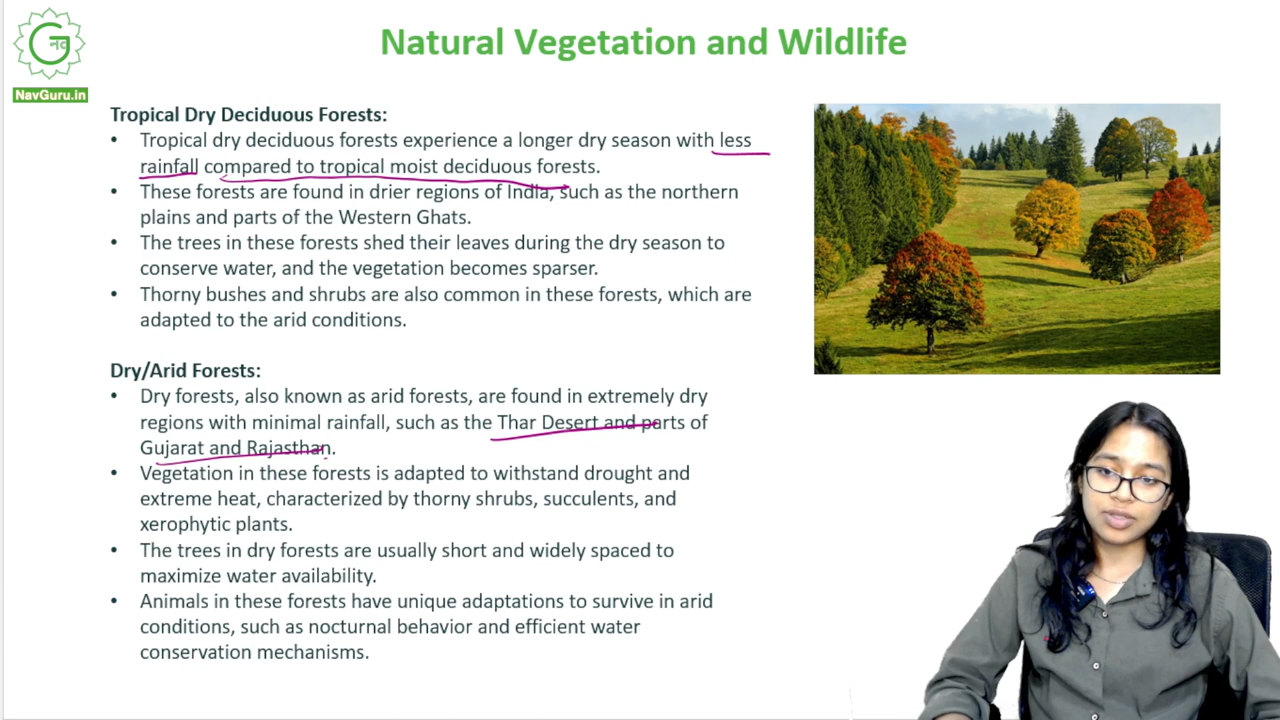 नव
NavGuru.in
Natural Vegetation and Wildlife
Tropical Dry Deciduous Forests:
• Tropical dry deciduous forests experience a longer dry season with less
rainfall compared to tropical moist deciduous forests.
• These forests are found in drier regions of India, such as the northern
plains and parts of the Western Ghats.
• The trees in these forests shed their leaves during the dry season to
conserve water, and the vegetation becomes sparser.
• Thorny bushes and shrubs are also common in these forests, which are
adapted to the arid conditions.
Dry/Arid Forests:
• Dry forests, also known as arid forests, are found in extremely dry
regions with minimal rainfall, such as the Thar Desert and parts of
Gujarat and Rajasthan.
• Vegetation in these forests is adapted to withstand drought and
extreme heat, characterized by thorny shrubs, succulents, and
xerophytic plants.
• The trees in dry forests are usually short and widely spaced to
maximize water availability.
• Animals in these forests have unique adaptations to survive in arid
conditions, such as nocturnal behavior and efficient water
conservation mechanisms.